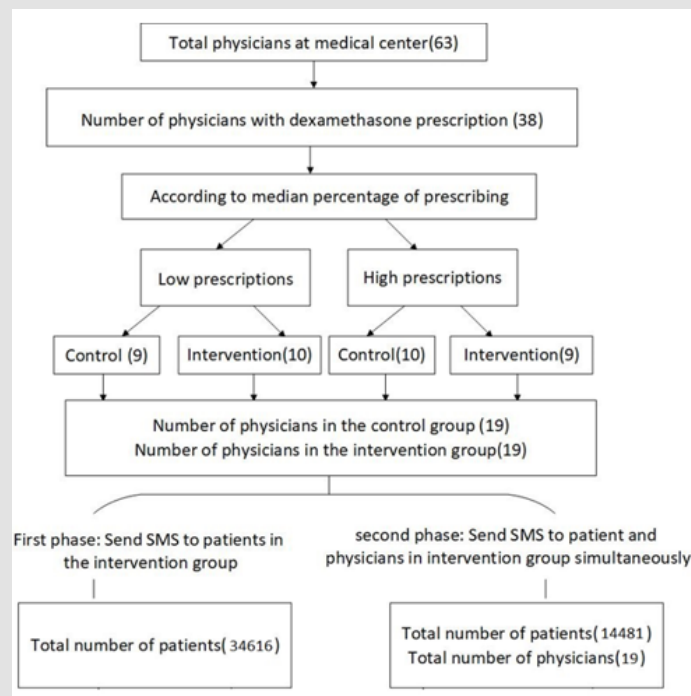 Total physicians at medical center(63)
Number of physicians with dexamethasone prescription (38)
According to median percentage of prescribing
Low prescriptions
High prescriptions
Control (9)
Intervention(10)
Control(10)
Intervention(9)
Number of physicians in the control group (19)
Number of physicians in the intervention group(19)
First phase: Send SMS to patients in
the intervention group
second phase: Send SMS to patient and
physicians in intervention group simultaneously
Total number of patients(34616)
Total number of patients(14481)
Total number of physicians(19)